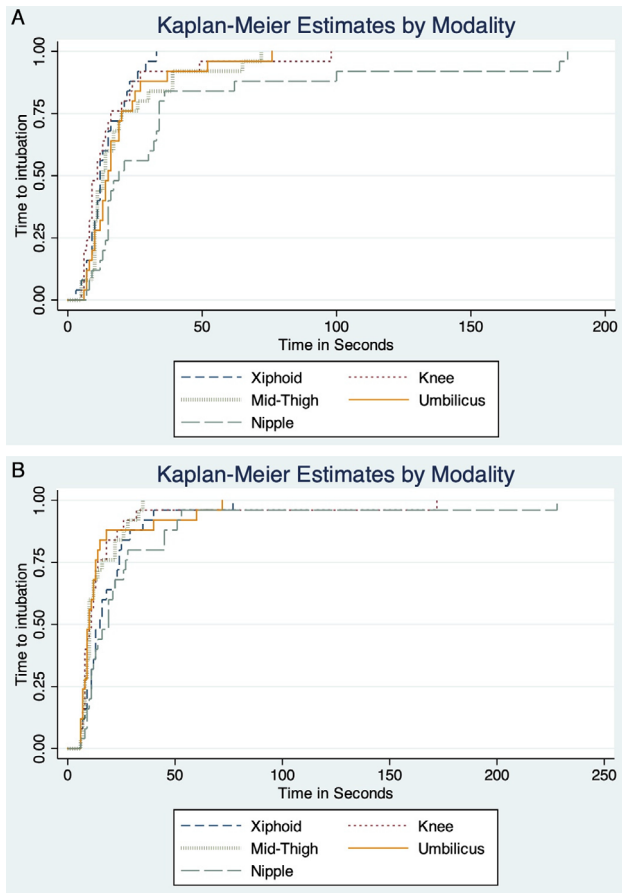 A
Kaplan-Meier Estimates by Modality
Time to intubation
1.00
0.75
0.50
0.25
0.00
0 50 100 150 200
Time in Seconds
Xiphoid Knee
Mid-Thigh Umbilicus
Nipple
B
Kaplan-Meier Estimates by Modality
Time to intubation
1.00
0.75
0.50
0.25
0.00
0 50 100 150 200 250
Time in Seconds
Xiphoid Knee
Mid-Thigh Umbilicus
Nipple